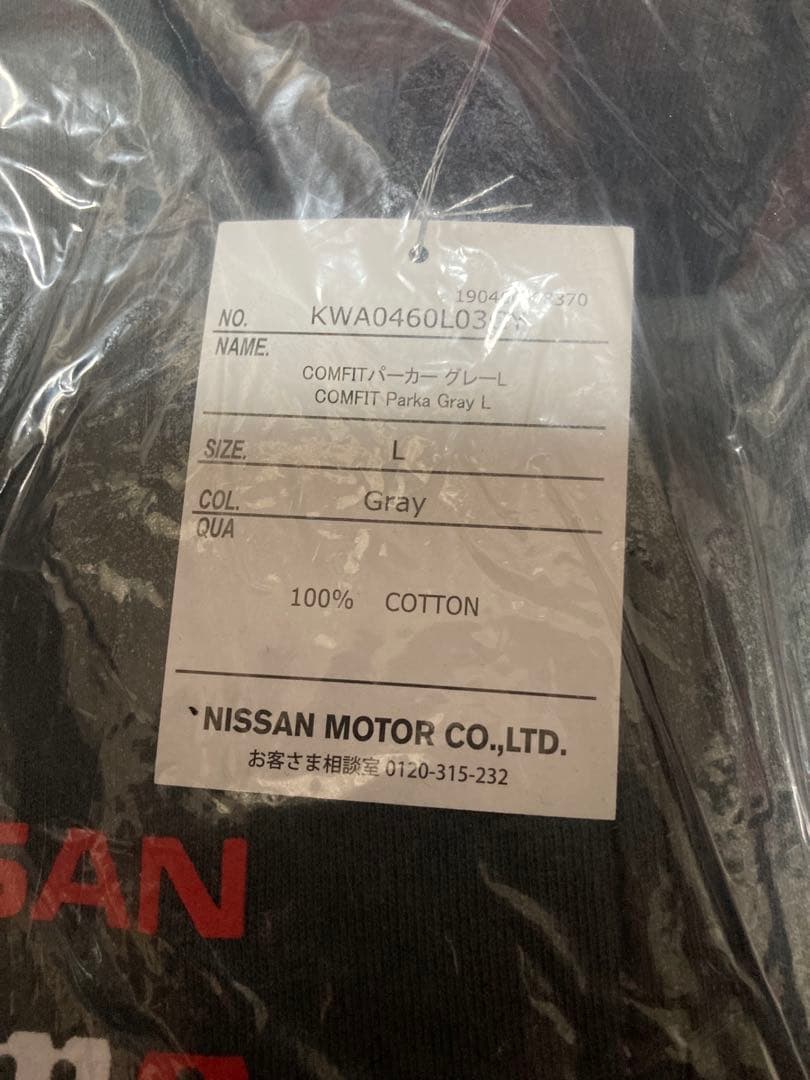 NO. KWA0460L03GY
NAME.
COMFITパーカー グレーL
COMFIT Parka Gray L
SIZE. L
COL. Gray
QUA
100% COTTON
NISSAN MOTOR CO.,LTD.
お客さま相談室 0120-315-232
SAN